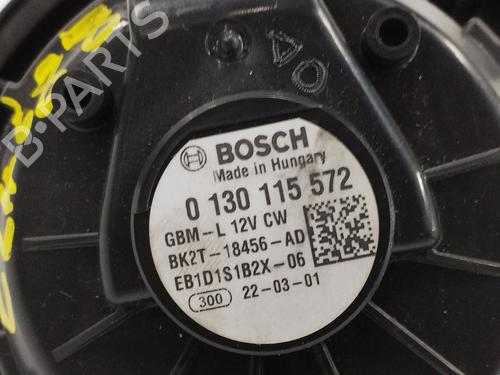 B-PARTS
BOSCH
Made in Hungary
0 130 115 572
GBM-L 12V CW
BK2T-18456-AD
EB1D1S1B2X-06
300 22-03-01